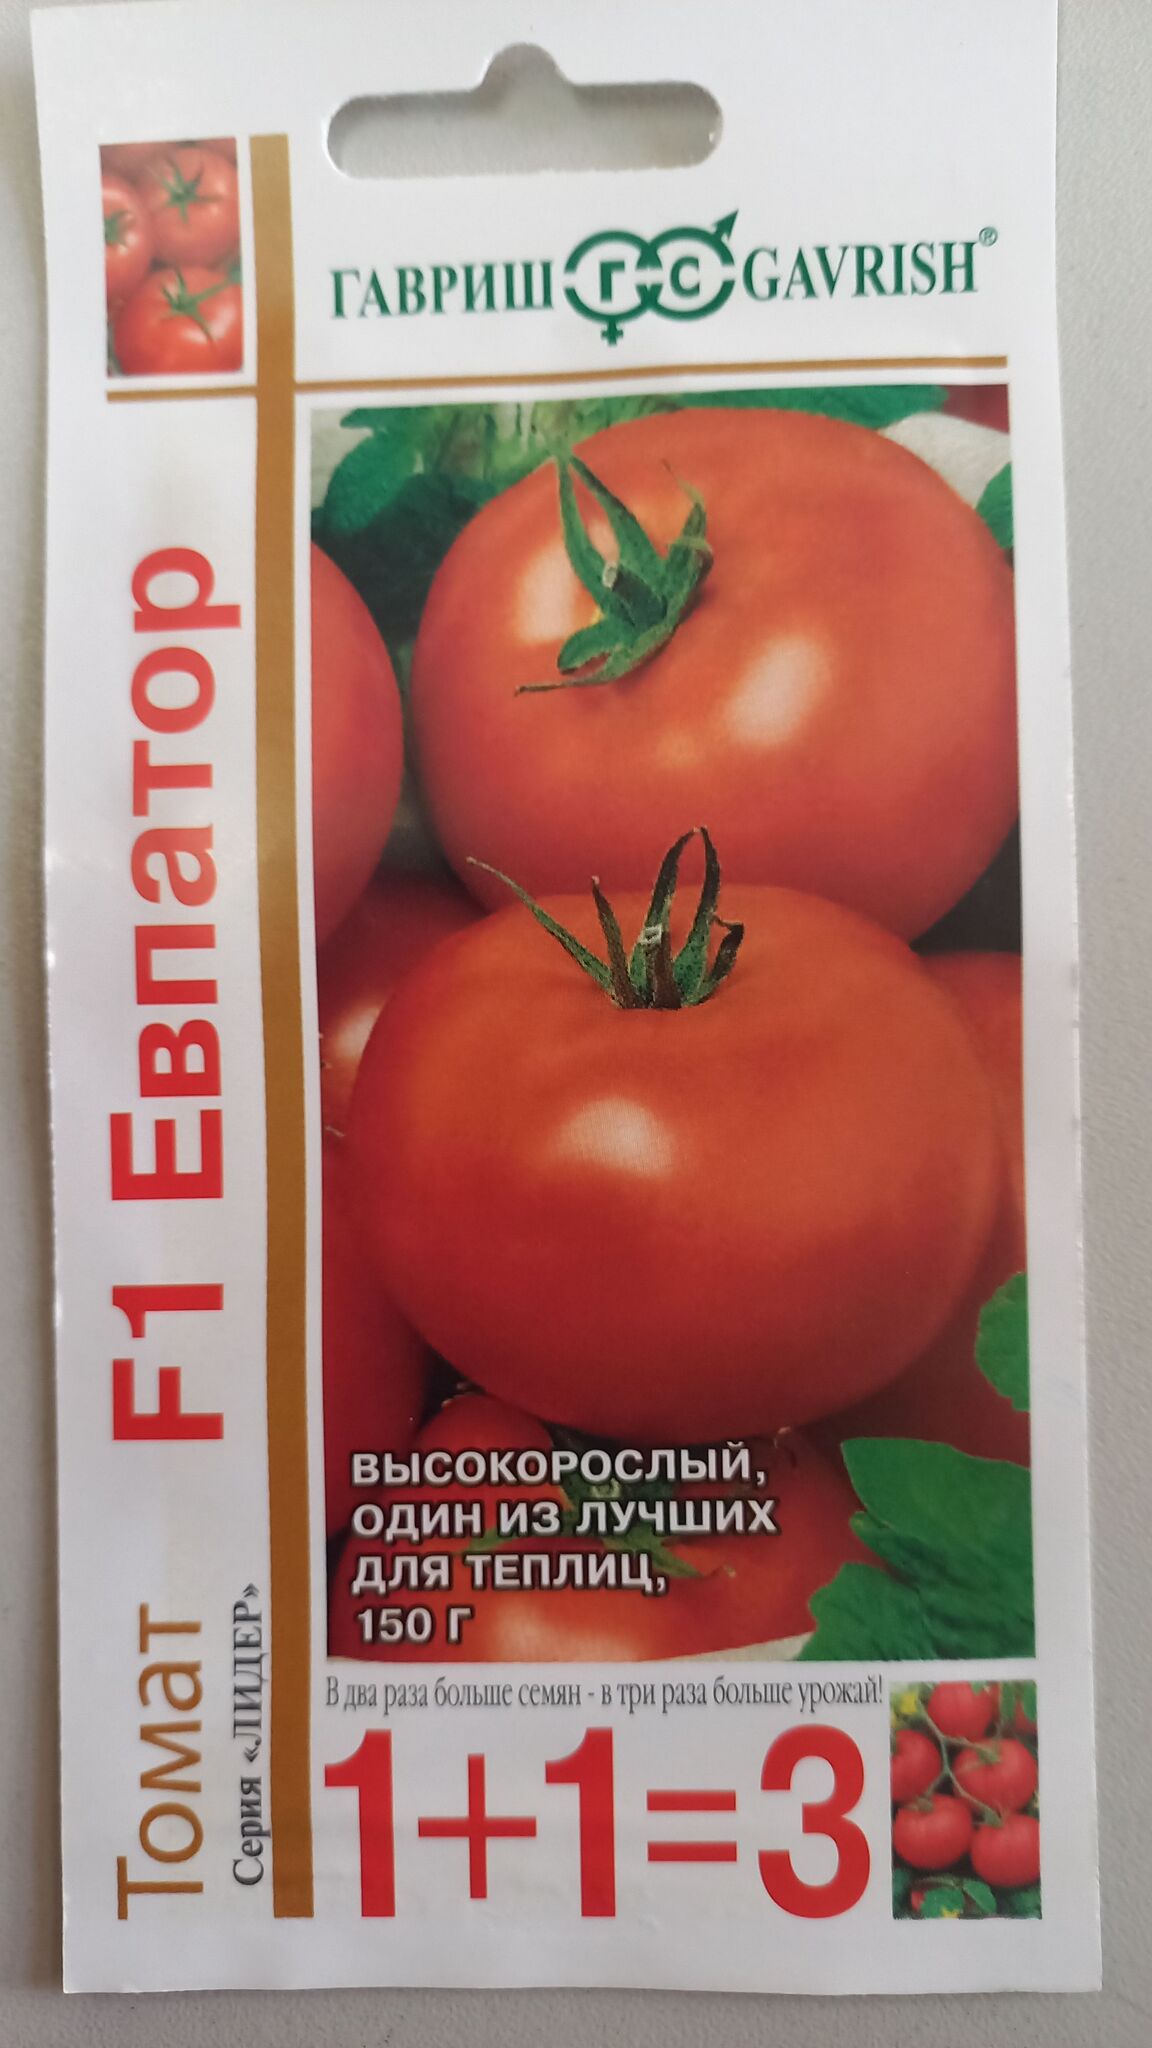 ГАВРИШ ГС GAVRISH®
Томат F1 Евпатор
Серия «ЛИДЕР»
ВЫСОКОРОСЛЫЙ,
ОДИН ИЗ ЛУЧШИХ
ДЛЯ ТЕПЛИЦ,
150 Г
В два раза больше семян - в три раза больше урожай!
1+1=3